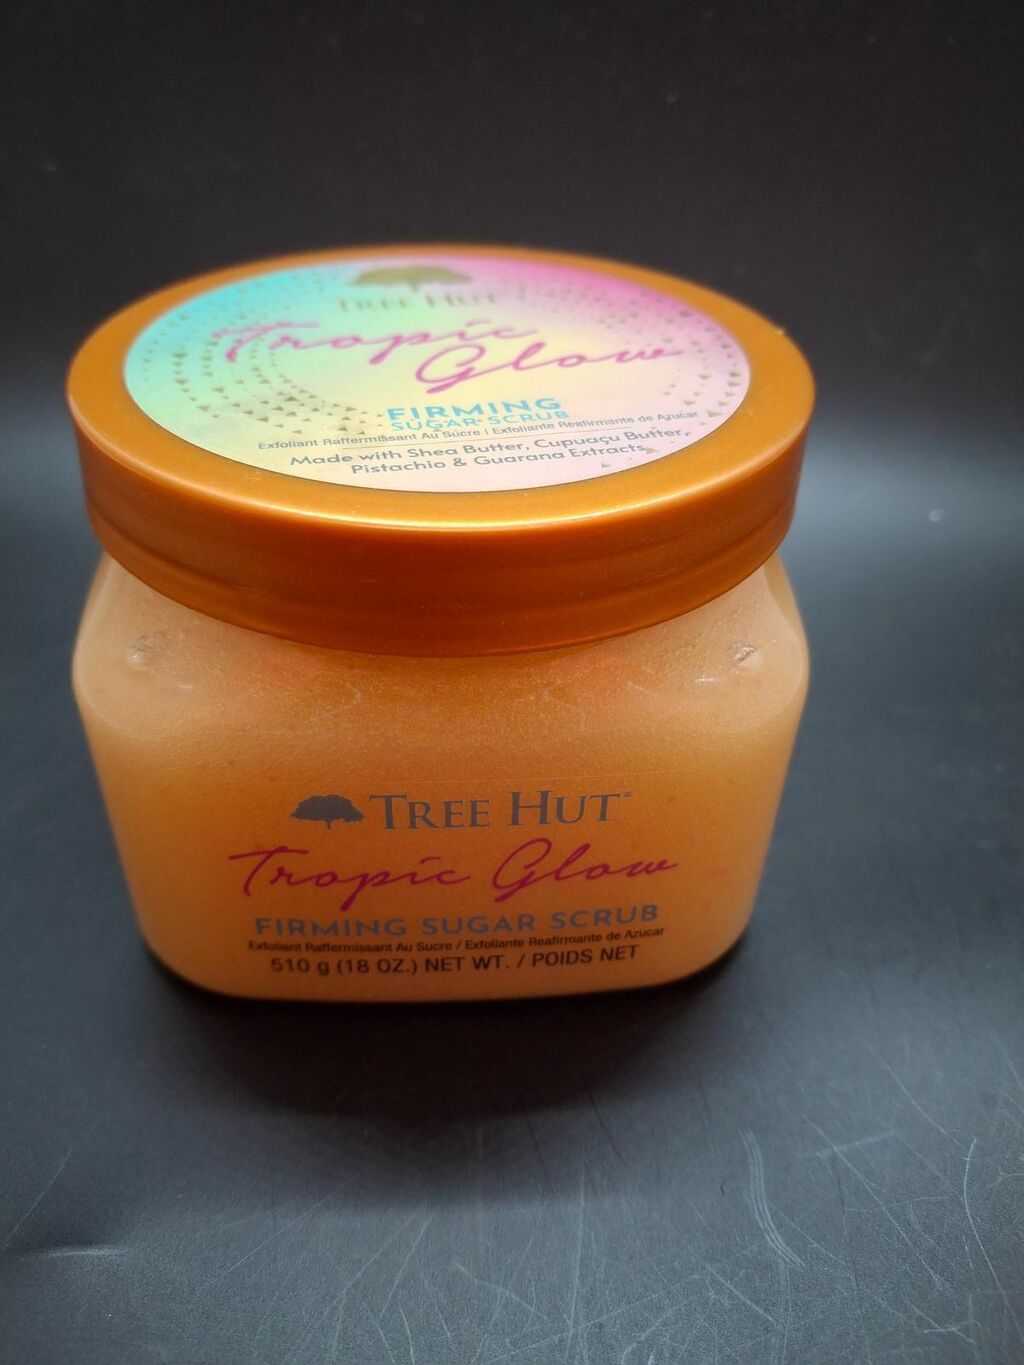 TREE HUT
Tropic
Glow
FIRMING
SUGAR SCRUB
Exfoliant Raffermissant Au Sucre | Exfoliante Reafirmante de Azucar
Made with Shea Butter, Cupuaçu Butter,
Pistachio & Guarana Extracts
TREE HUT®
Tropic Glow
FIRMING SUGAR SCRUB
Exfoliant Raffermissant Au Sucre / Exfoliante Reafirmante de Azucar
510 g (18 OZ.) NET WT. / POIDS NET